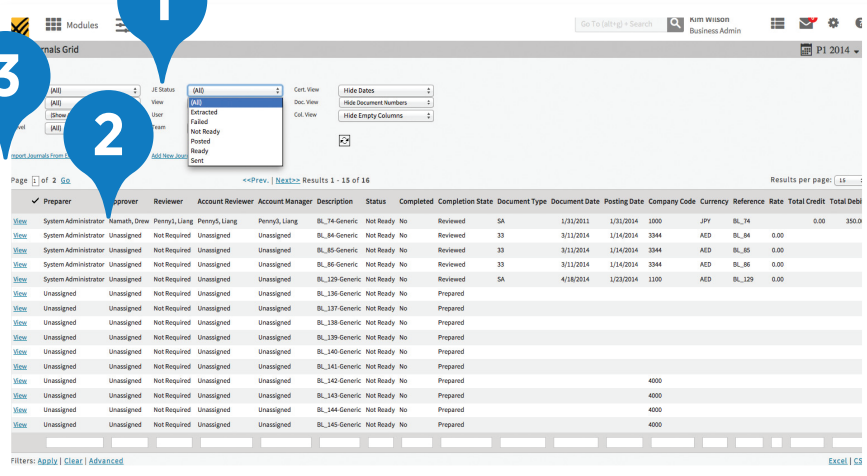 1
Modules
Go To (alt+g) + Search
Kim Wilson
Business Admin
nals Grid
P1 2014
3
(All)
JE Status
(All)
Cert. View
Hide Dates
(All)
View
(All)
Doc. View
Hide Document Numbers
(Show
User
Extracted
Col. View
Hide Empty Columns
(All)
Team
Failed
Not Ready
Posted
Ready
Sent
2
mport Journals From E
Add New Journ
Page 1 of 2 Go
<<Prev. | Next>> Results 1 - 15 of 16
Results per page: 15
✓ Preparer pprover Reviewer Account Reviewer Account Manager Description Status Completed Completion State Document Type Document Date Posting Date Company Code Currency Reference Rate Total Credit Total Debi
View System Administrator Namath, Drew Penny1, Liang Penny5, Liang Penny3, Liang BL_74-Generic Not Ready No Reviewed SA 1/31/2011 1/31/2014 1000 JPY BL_74 0.00 350.00
View System Administrator Unassigned Not Required Unassigned Unassigned BL_84-Generic Not Ready No Reviewed 33 3/11/2014 1/14/2014 3344 AED BL_84 0.00
View System Administrator Unassigned Not Required Unassigned Unassigned BL_85-Generic Not Ready No Reviewed 33 3/11/2014 1/14/2014 3344 AED BL_85 0.00
View System Administrator Unassigned Not Required Unassigned Unassigned BL_86-Generic Not Ready No Reviewed 33 3/11/2014 1/14/2014 3344 AED BL_86 0.00
View System Administrator Unassigned Not Required Unassigned Unassigned BL_129-Generic Not Ready No Reviewed SA 4/18/2014 1/23/2014 1100 AED BL_129 0.00
View Unassigned Unassigned Not Required Unassigned Unassigned BL_136-Generic Not Ready No Prepared
View Unassigned Unassigned Not Required Unassigned Unassigned BL_137-Generic Not Ready No Prepared
View Unassigned Unassigned Not Required Unassigned Unassigned BL_138-Generic Not Ready No Prepared
View Unassigned Unassigned Not Required Unassigned Unassigned BL_139-Generic Not Ready No Prepared
View Unassigned Unassigned Not Required Unassigned Unassigned BL_140-Generic Not Ready No Prepared
View Unassigned Unassigned Not Required Unassigned Unassigned BL_141-Generic Not Ready No Prepared
View Unassigned Unassigned Not Required Unassigned Unassigned BL_142-Generic Not Ready No Prepared 4000
View Unassigned Unassigned Not Required Unassigned Unassigned BL_143-Generic Not Ready No Prepared 4000
View Unassigned Unassigned Not Required Unassigned Unassigned BL_144-Generic Not Ready No Prepared 4000
View Unassigned Unassigned Not Required Unassigned Unassigned BL_145-Generic Not Ready No Prepared 4000
Filters: Apply | Clear | Advanced
Excel | CS